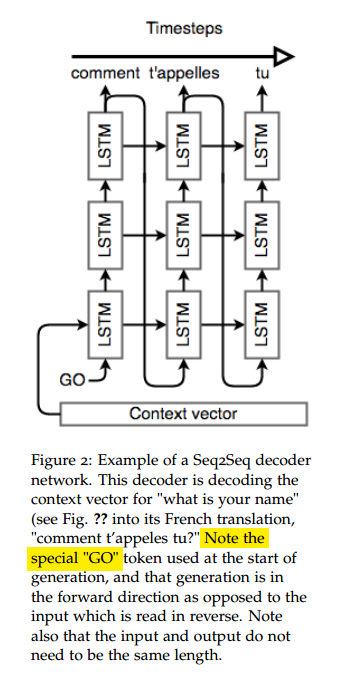 Timesteps
comment t'appelles tu
LSTM LSTM LSTM
LSTM LSTM LSTM
LSTM LSTM LSTM
GO
Context vector
Figure 2: Example of a Seq2Seq decoder
network. This decoder is decoding the
context vector for "what is your name"
(see Fig. ?? into its French translation,
"comment t'appeles tu?" Note the
special "GO" token used at the start of
generation, and that generation is in
the forward direction as opposed to the
input which is read in reverse. Note
also that the input and output do not
need to be the same length.